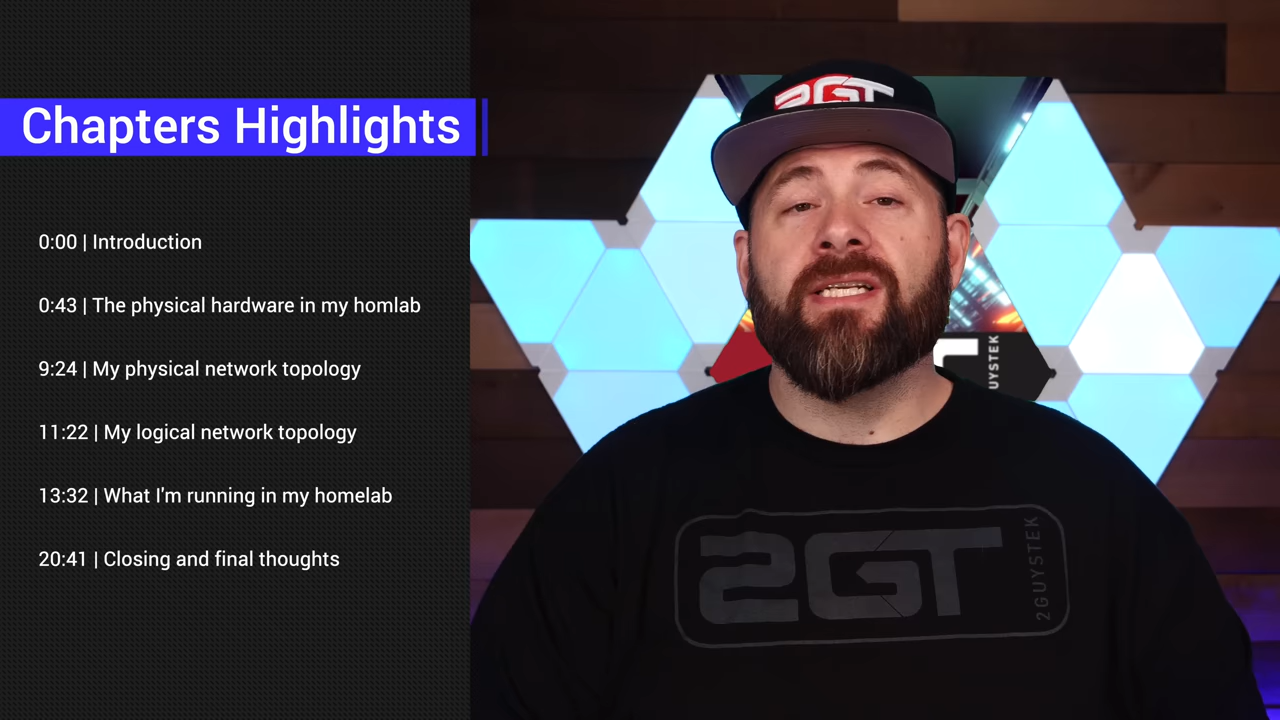 Chapters Highlights
0:00 | Introduction
0:43 | The physical hardware in my homlab
9:24 | My physical network topology
11:22 | My logical network topology
13:32 | What I'm running in my homelab
20:41 | Closing and final thoughts
2GT
UYSTEK
2GT
2GUYSTEK